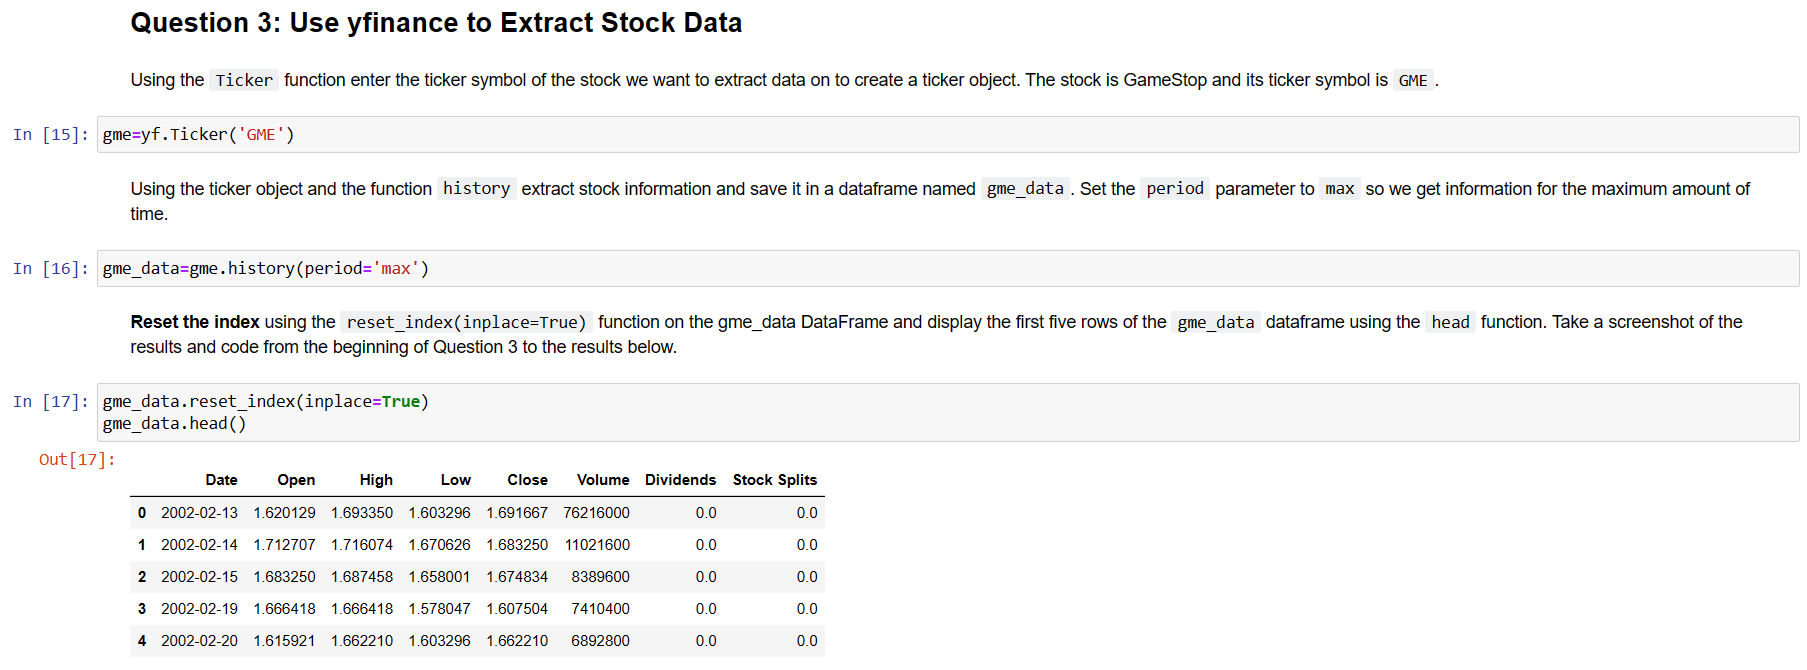 Question 3: Use yfinance to Extract Stock Data
Using the Ticker function enter the ticker symbol of the stock we want to extract data on to create a ticker object. The stock is GameStop and its ticker symbol is GME .
In [15]: gme=yf.Ticker('GME')
Using the ticker object and the function history extract stock information and save it in a dataframe named gme_data . Set the period parameter to max so we get information for the maximum amount of
time.
In [16]: gme_data=gme.history(period='max')
Reset the index using the reset_index(inplace=True) function on the gme_data DataFrame and display the first five rows of the gme_data dataframe using the head function. Take a screenshot of the
results and code from the beginning of Question 3 to the results below.
In [17]: gme_data.reset_index(inplace=True)
gme_data.head()
Out[17]:
Date Open High Low Close Volume Dividends Stock Splits
0 2002-02-13 1.620129 1.693350 1.603296 1.691667 76216000 0.0 0.0
1 2002-02-14 1.712707 1.716074 1.670626 1.683250 11021600 0.0 0.0
2 2002-02-15 1.683250 1.687458 1.658001 1.674834 8389600 0.0 0.0
3 2002-02-19 1.666418 1.666418 1.578047 1.607504 7410400 0.0 0.0
4 2002-02-20 1.615921 1.662210 1.603296 1.662210 6892800 0.0 0.0